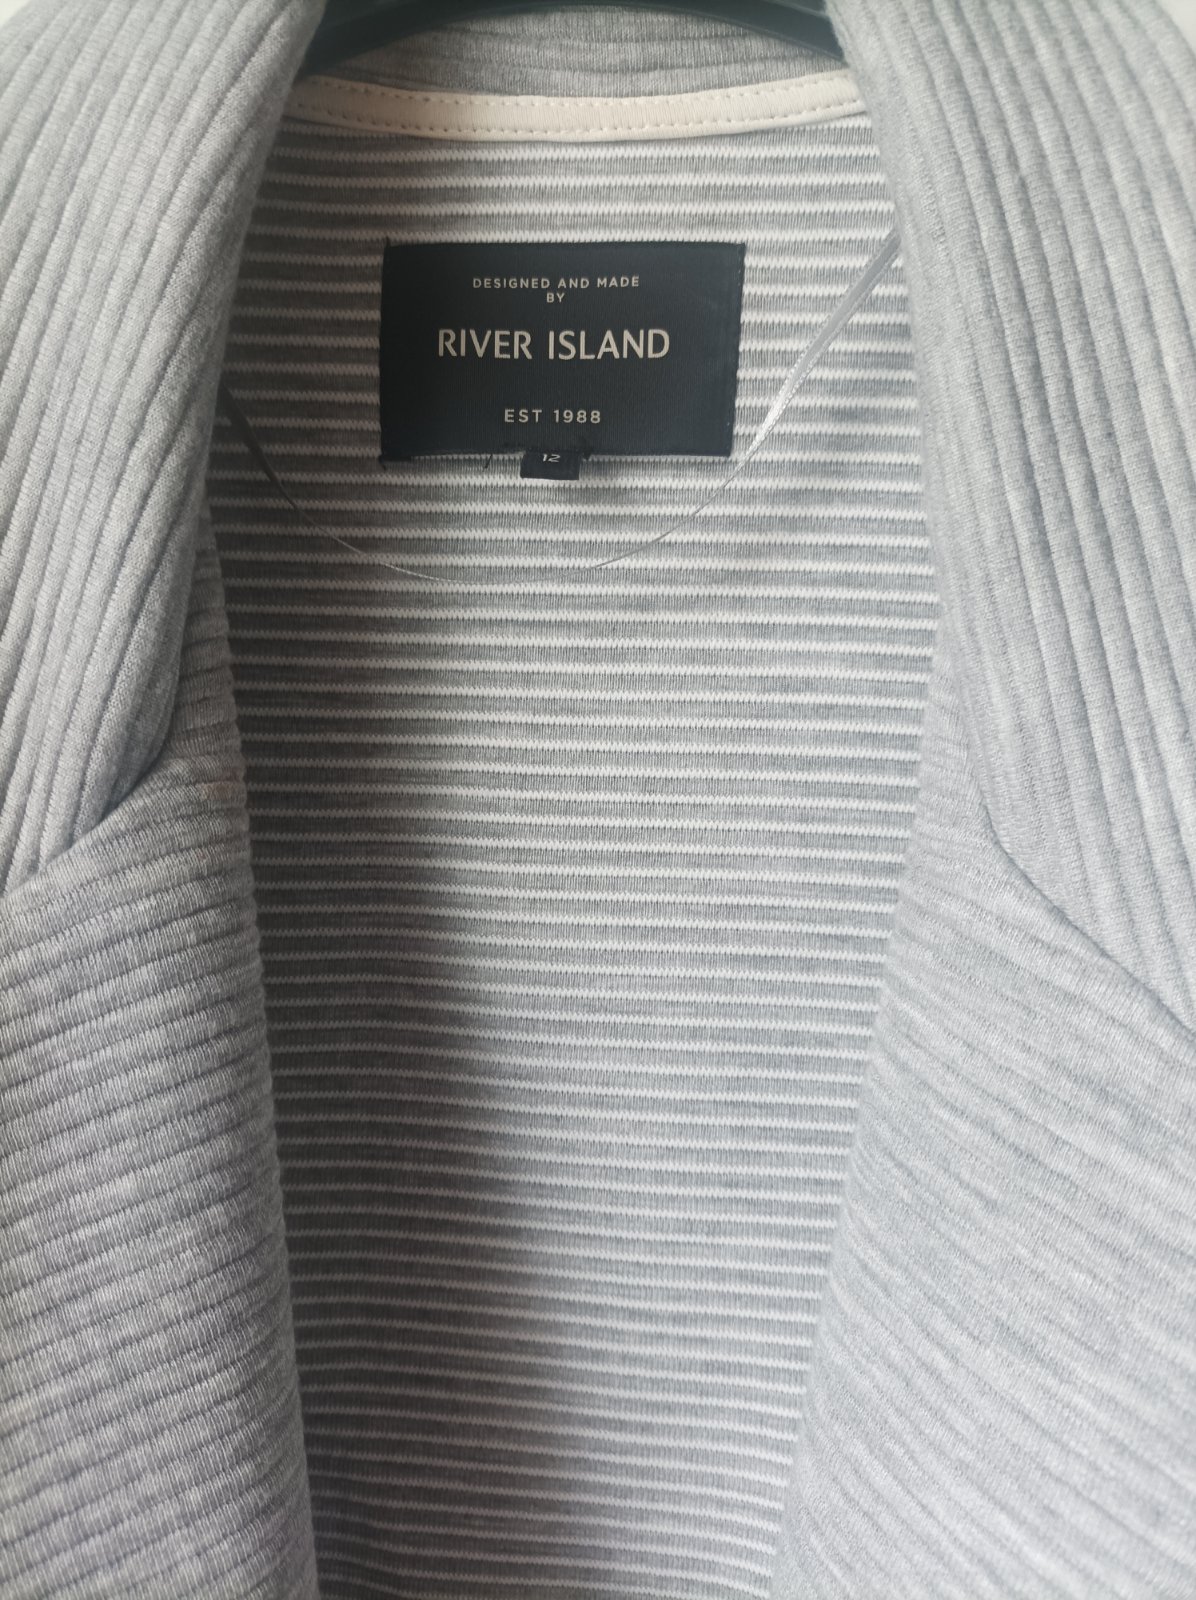 DESIGNED AND MADE
BY
RIVER ISLAND
EST 1988
12